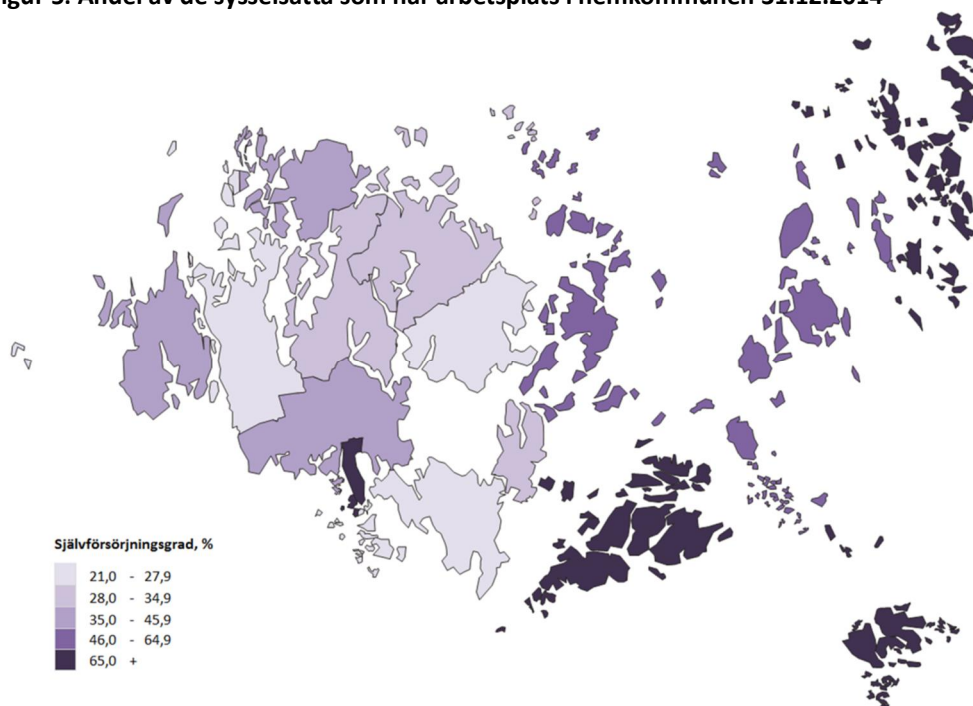 gur 5. Andel av de sysselsatta som har arbetsplats i hemkommunen 31.12.2014
Självförsörjningsgrad, %
21,0 - 27,9
28,0 - 34,9
35,0 - 45,9
46,0 - 64,9
65,0 +